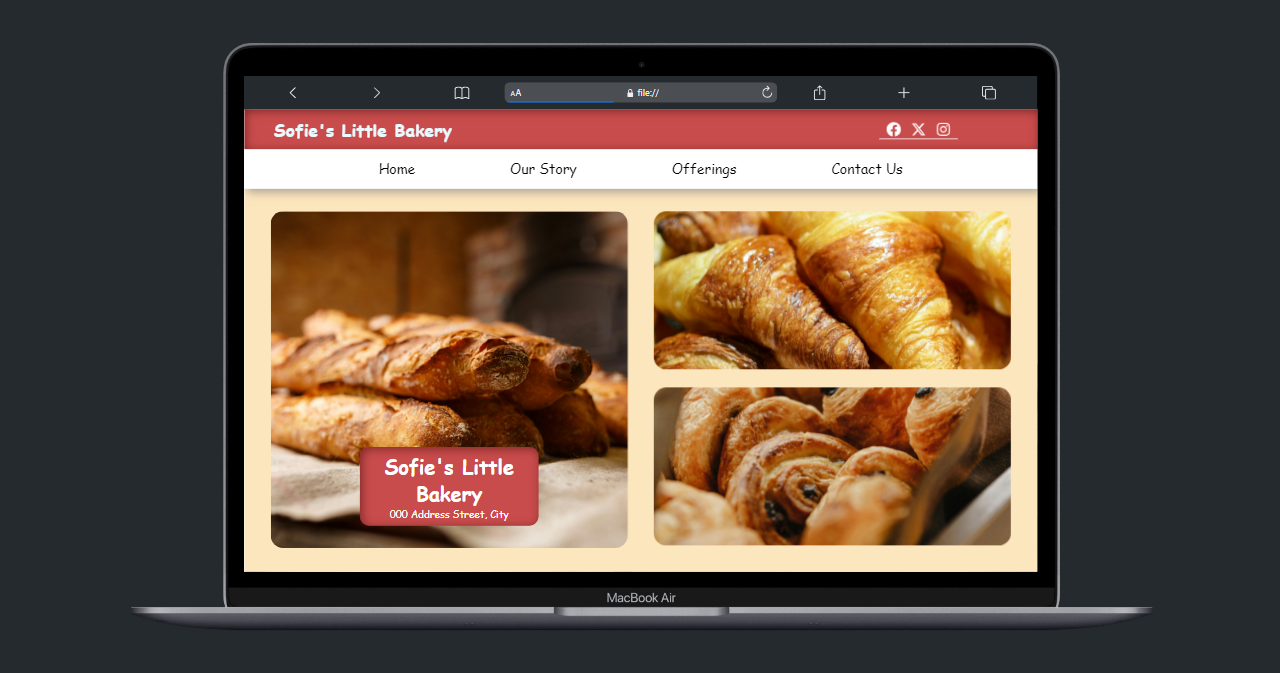 AA file://
Sofie's Little Bakery
Home Our Story Offerings Contact Us
Sofie's Little
Bakery
000 Address Street, City
MacBook Air